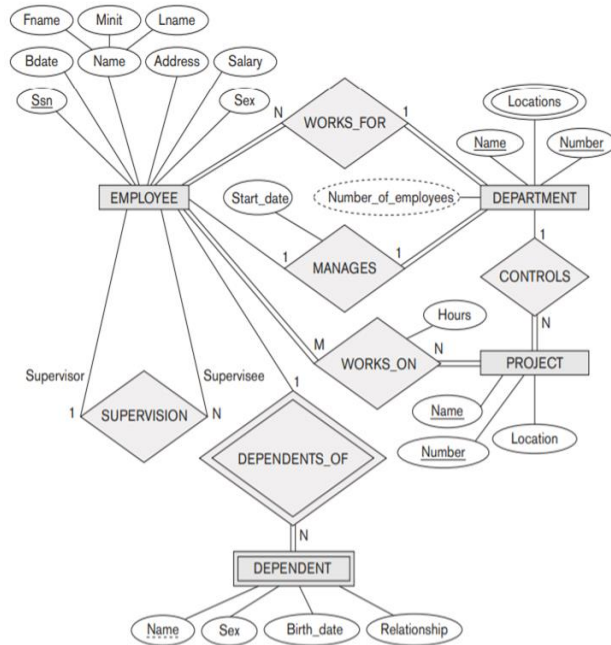 Fname Minit Lname
Bdate Name Address Salary
Ssn Sex
N WORKS_FOR 1
Locations
Name Number
EMPLOYEE
Start_date
Number_of_employees
DEPARTMENT
1 MANAGES 1
1
CONTROLS
N
Hours
M
WORKS_ON
N
PROJECT
Supervisor
Supervisee
1 SUPERVISION N
1
Name
Number
Location
DEPENDENTS_OF
N
DEPENDENT
Name Sex Birth_date Relationship